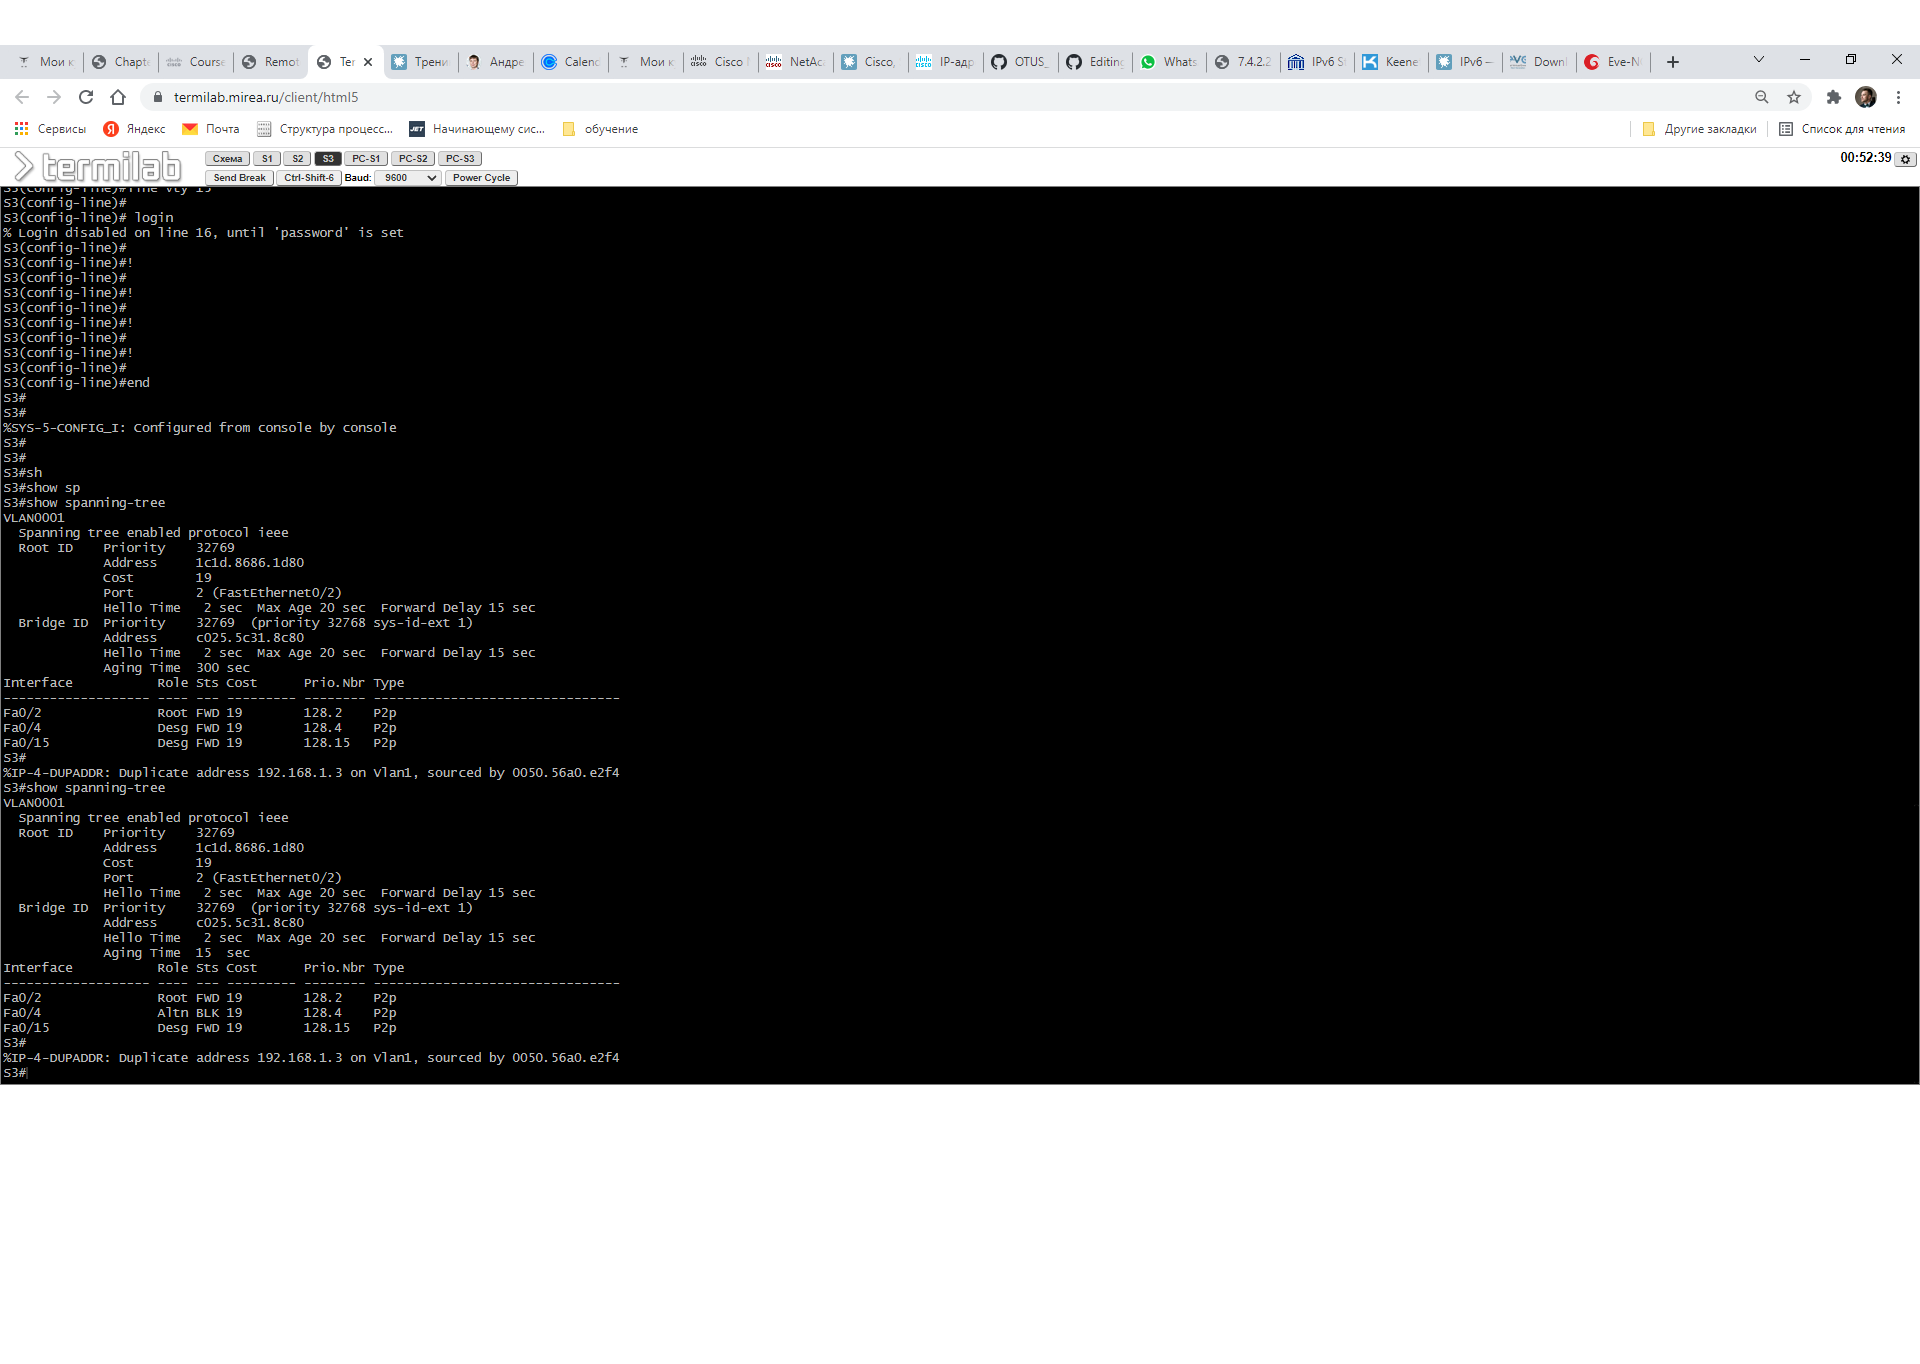 Мои к
Chapte
Course
Remot
Ter
Трени
Андре
Calenc
Мои к
Cisco
NetAc
Cisco,
IP-адр
OTUS_
Editing
Whats
7.4.2.2
IPv6 S
Keene
IPv6 —
Down
Eve-N
termilab.mirea.ru/client/html5
Сервисы
Яндекс
Почта
Структура процесс...
Начинающему сис...
обучение
Другие закладки
Список для чтения
termilab
Схема S1 S2 S3 PC-S1 PC-S2 PC-S3
00:52:39
Send Break Ctrl-Shift-6 Baud: 9600 Power Cycle
S3(config-line)#line vty 15
S3(config-line)#
S3(config-line)# login
% Login disabled on line 16, until 'password' is set
S3(config-line)#
S3(config-line)#!
S3(config-line)#
S3(config-line)#!
S3(config-line)#
S3(config-line)#!
S3(config-line)#
S3(config-line)#!
S3(config-line)#
S3(config-line)#end
S3#
S3#
%SYS-5-CONFIG_I: Configured from console by console
S3#
S3#
S3#sh
S3#show sp
S3#show spanning-tree
VLAN0001
  Spanning tree enabled protocol ieee
  Root ID    Priority    32769
             Address     1c1d.8686.1d80
             Cost        19
             Port        2 (FastEthernet0/2)
             Hello Time   2 sec  Max Age 20 sec  Forward Delay 15 sec
  Bridge ID  Priority    32769  (priority 32768 sys-id-ext 1)
             Address     c025.5c31.8c80
             Hello Time   2 sec  Max Age 20 sec  Forward Delay 15 sec
             Aging Time  300 sec
Interface           Role Sts Cost      Prio.Nbr Type
------------------- ---- --- --------- -------- --------------------------------
Fa0/2               Root FWD 19        128.2    P2p
Fa0/4               Desg FWD 19        128.4    P2p
Fa0/15              Desg FWD 19        128.15   P2p
S3#
%IP-4-DUPADDR: Duplicate address 192.168.1.3 on Vlan1, sourced by 0050.56a0.e2f4
S3#show spanning-tree
VLAN0001
  Spanning tree enabled protocol ieee
  Root ID    Priority    32769
             Address     1c1d.8686.1d80
             Cost        19
             Port        2 (FastEthernet0/2)
             Hello Time   2 sec  Max Age 20 sec  Forward Delay 15 sec
  Bridge ID  Priority    32769  (priority 32768 sys-id-ext 1)
             Address     c025.5c31.8c80
             Hello Time   2 sec  Max Age 20 sec  Forward Delay 15 sec
             Aging Time  15  sec
Interface           Role Sts Cost      Prio.Nbr Type
------------------- ---- --- --------- -------- --------------------------------
Fa0/2               Root FWD 19        128.2    P2p
Fa0/4               Altn BLK 19        128.4    P2p
Fa0/15              Desg FWD 19        128.15   P2p
S3#
%IP-4-DUPADDR: Duplicate address 192.168.1.3 on Vlan1, sourced by 0050.56a0.e2f4
S3#